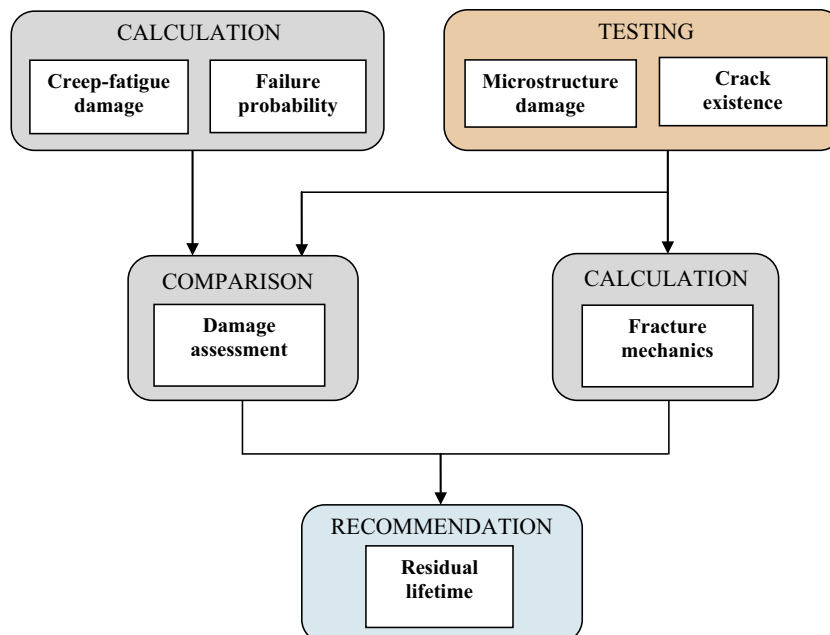 CALCULATION
Creep-fatigue
damage
Failure
probability
TESTING
Microstructure
damage
Crack
existence
COMPARISON
Damage
assessment
CALCULATION
Fracture
mechanics
RECOMMENDATION
Residual
lifetime